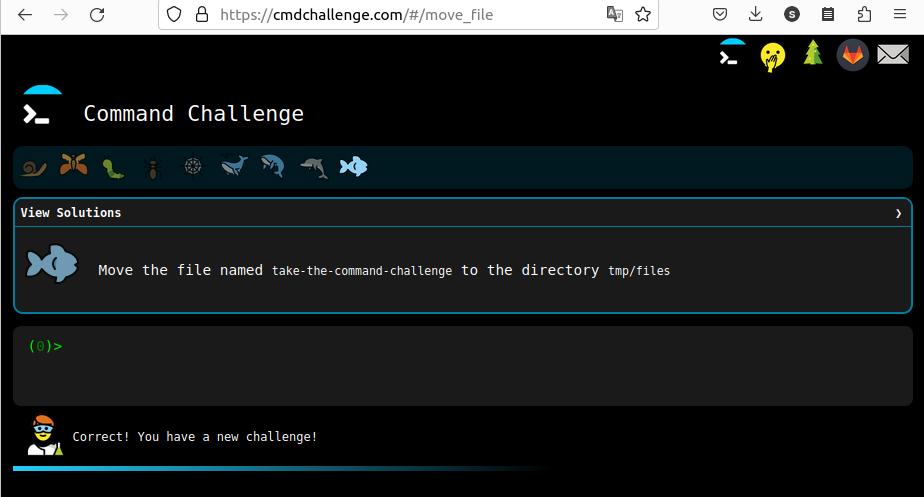 https://cmdchallenge.com/#/move_file
S
Command Challenge
View Solutions
Move the file named take-the-command-challenge to the directory tmp/files
(0)>
Correct! You have a new challenge!